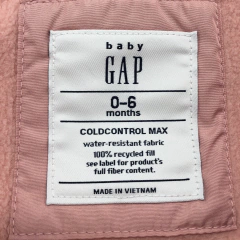 baby
GAP
0-6
months
COLDCONTROL MAX
water-resistant fabric
100% recycled fill
see label for product's
full fiber content.
MADE IN VIETNAM